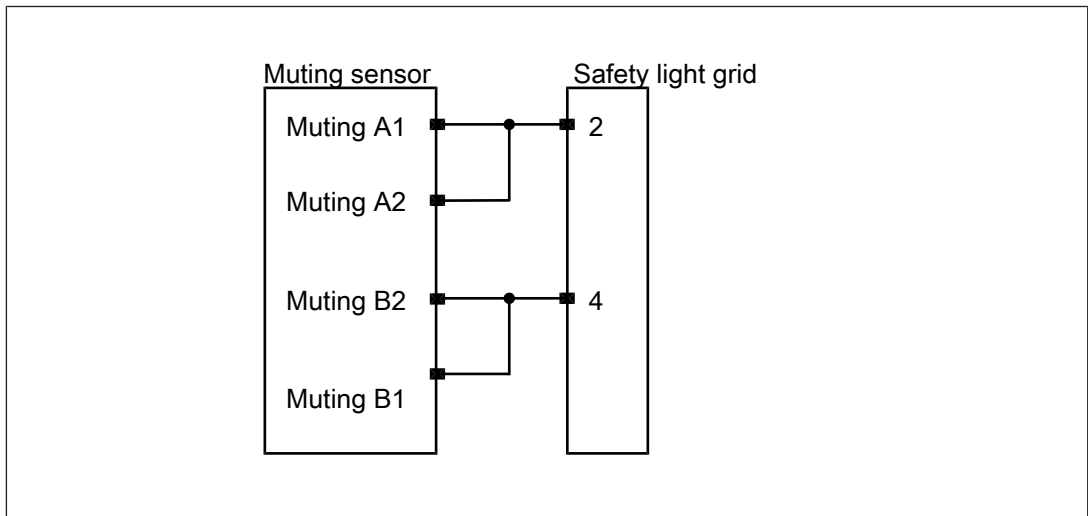 Muting sensor
Safety light grid
Muting A1
2
Muting A2
Muting B2
4
Muting B1